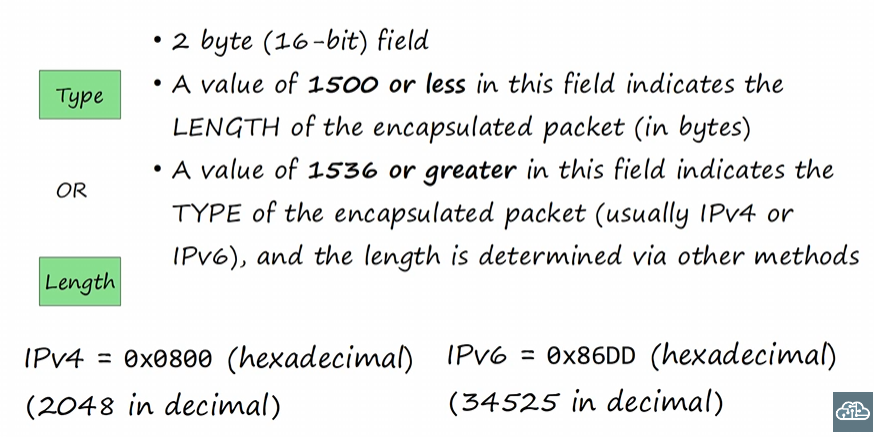 • 2 byte (16-bit) field
Type
• A value of 1500 or less in this field indicates the
LENGTH of the encapsulated packet (in bytes)
OR
• A value of 1536 or greater in this field indicates the
TYPE of the encapsulated packet (usually IPv4 or
IPv6), and the length is determined via other methods
Length
IPv4 = 0x0800 (hexadecimal)
(2048 in decimal)
IPv6 = 0x86DD (hexadecimal)
(34525 in decimal)